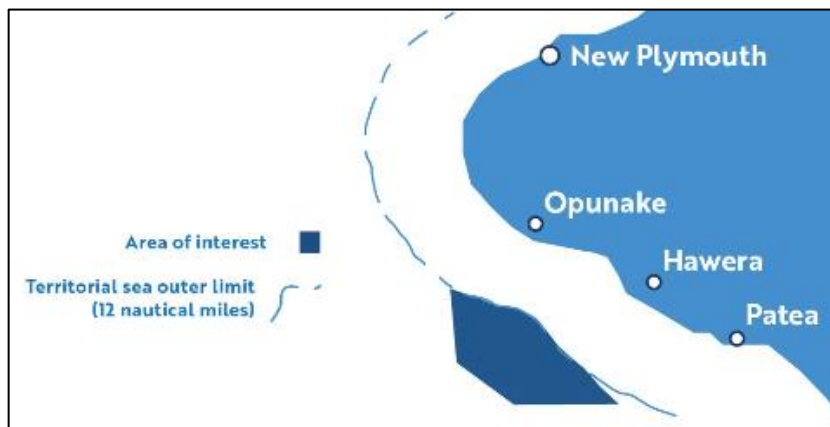 New Plymouth
Opunake
Area of interest
Hawera
Territorial sea outer limit
(12 nautical miles)
Patea